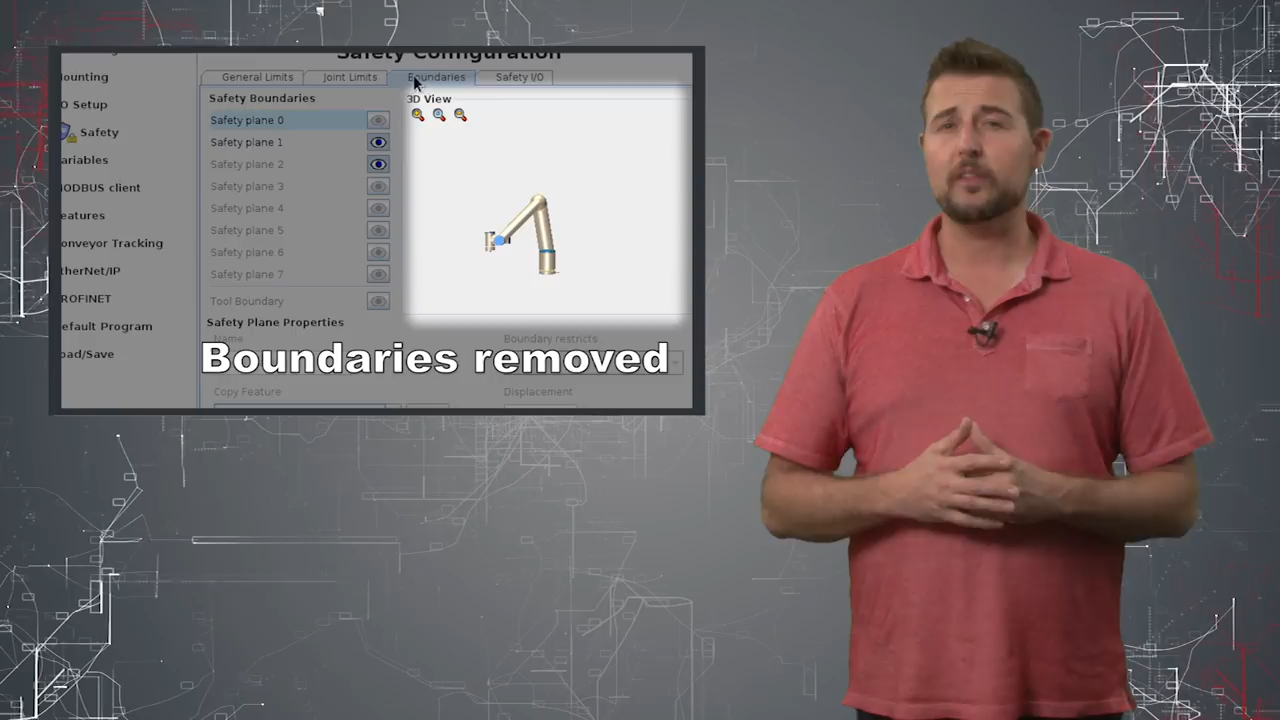 Safety Configuration
General Limits
Joint Limits
Boundaries
Safety I/O
ounting
O Setup
Safety
ariables
ODBUS client
eatures
onveyor Tracking
therNet/IP
ROFINET
efault Program
oad/Save
Safety Boundaries
Safety plane 0
Safety plane 1
Safety plane 2
Safety plane 3
Safety plane 4
Safety plane 5
Safety plane 6
Safety plane 7
Tool Boundary
3D View
Safety Plane Properties
Name
Boundary restricts
Boundaries removed
Copy Feature
Displacement